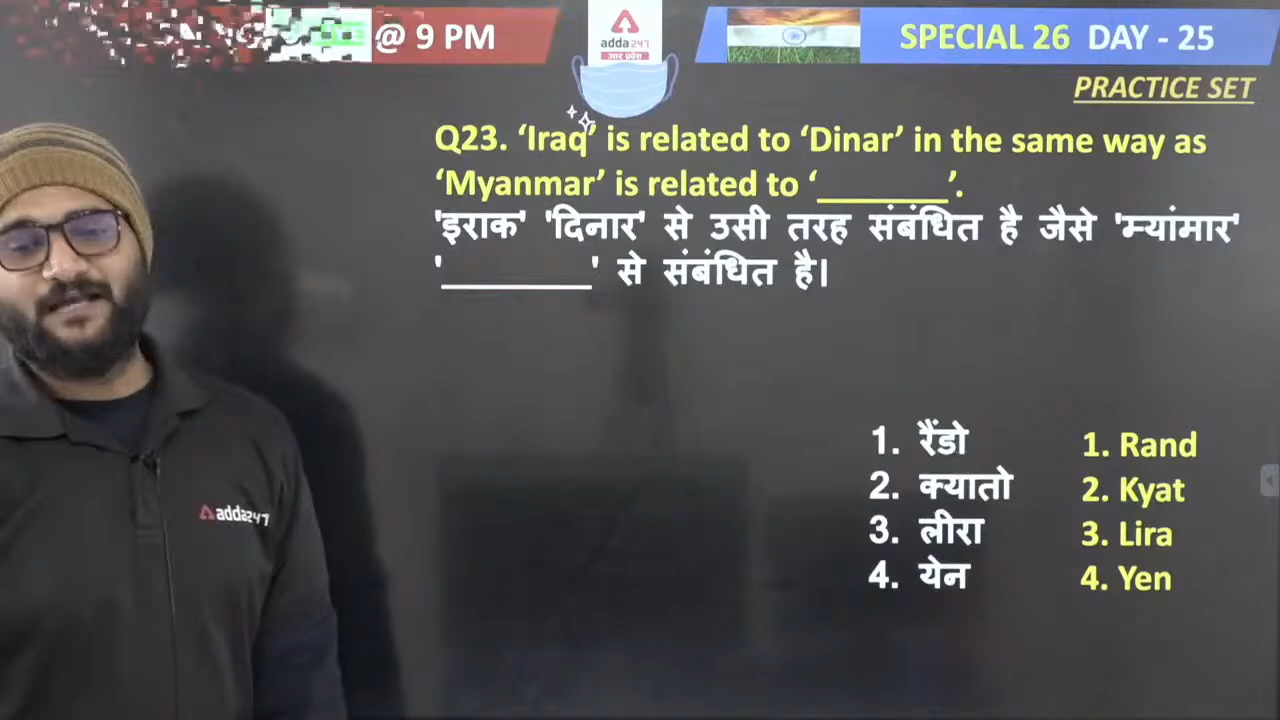 @ 9 PM
adda247
उत्तर प्रदेश
SPECIAL 26 DAY - 25
PRACTICE SET
Q23. ‘Iraq’ is related to ‘Dinar’ in the same way as
‘Myanmar’ is related to ‘_______’.
'इराक' 'दिनार' से उसी तरह संबंधित है जैसे 'म्यांमार'
'________' से संबंधित है।
1. रैंडो
2. क्यातो
3. लीरा
4. येन
1. Rand
2. Kyat
3. Lira
4. Yen
adda247